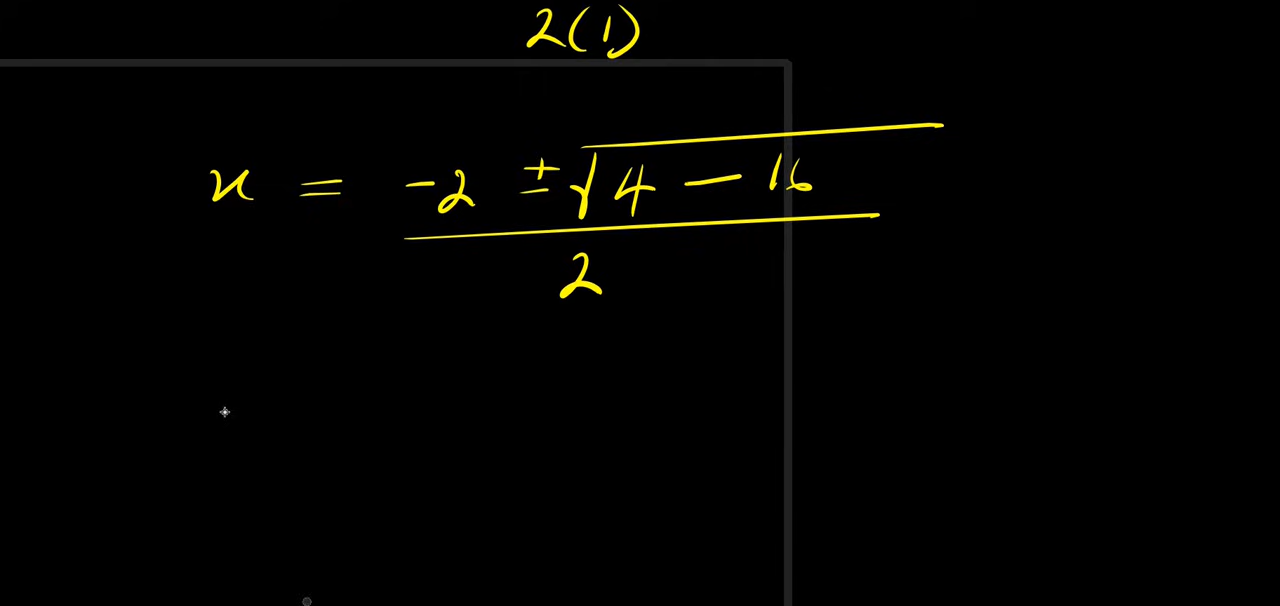 2(1)
x = -2 ± √4 - 16
2